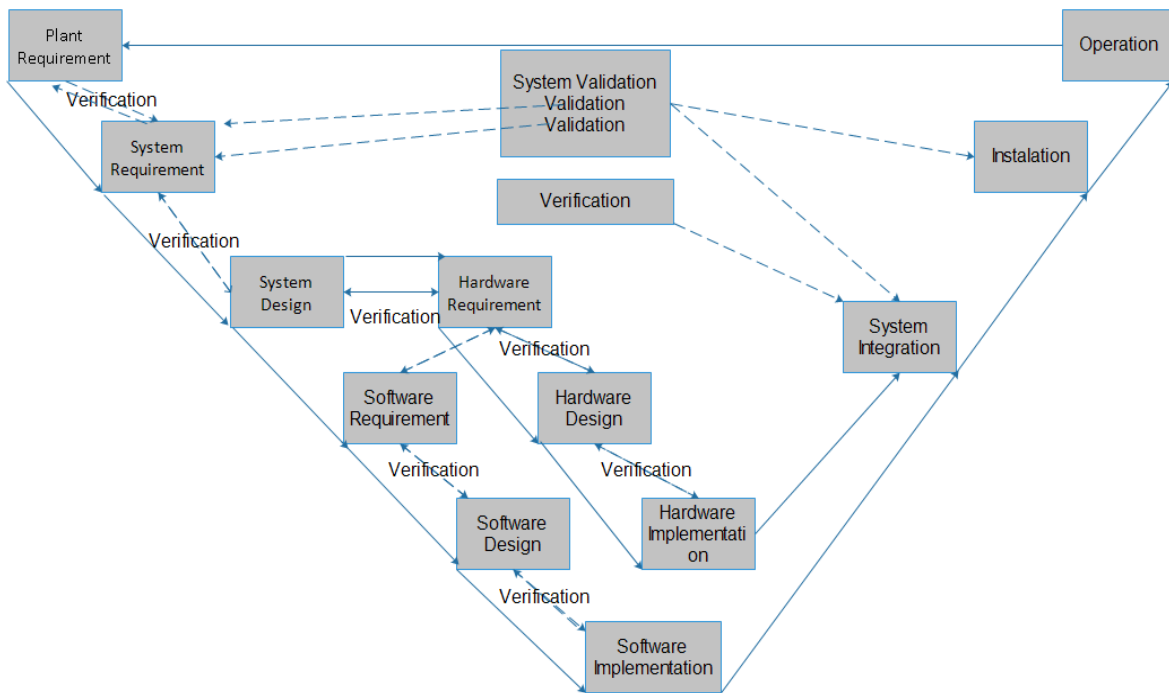 Plant
Requirement
Operation
System Validation
Validation
Validation
Verification
System
Requirement
Instalation
Verification
Verification
System
Design
Hardware
Requirement
Verification
System
Integration
Verification
Software
Requirement
Hardware
Design
Verification
Verification
Software
Design
Hardware
Implementati
on
Verification
Software
Implementation